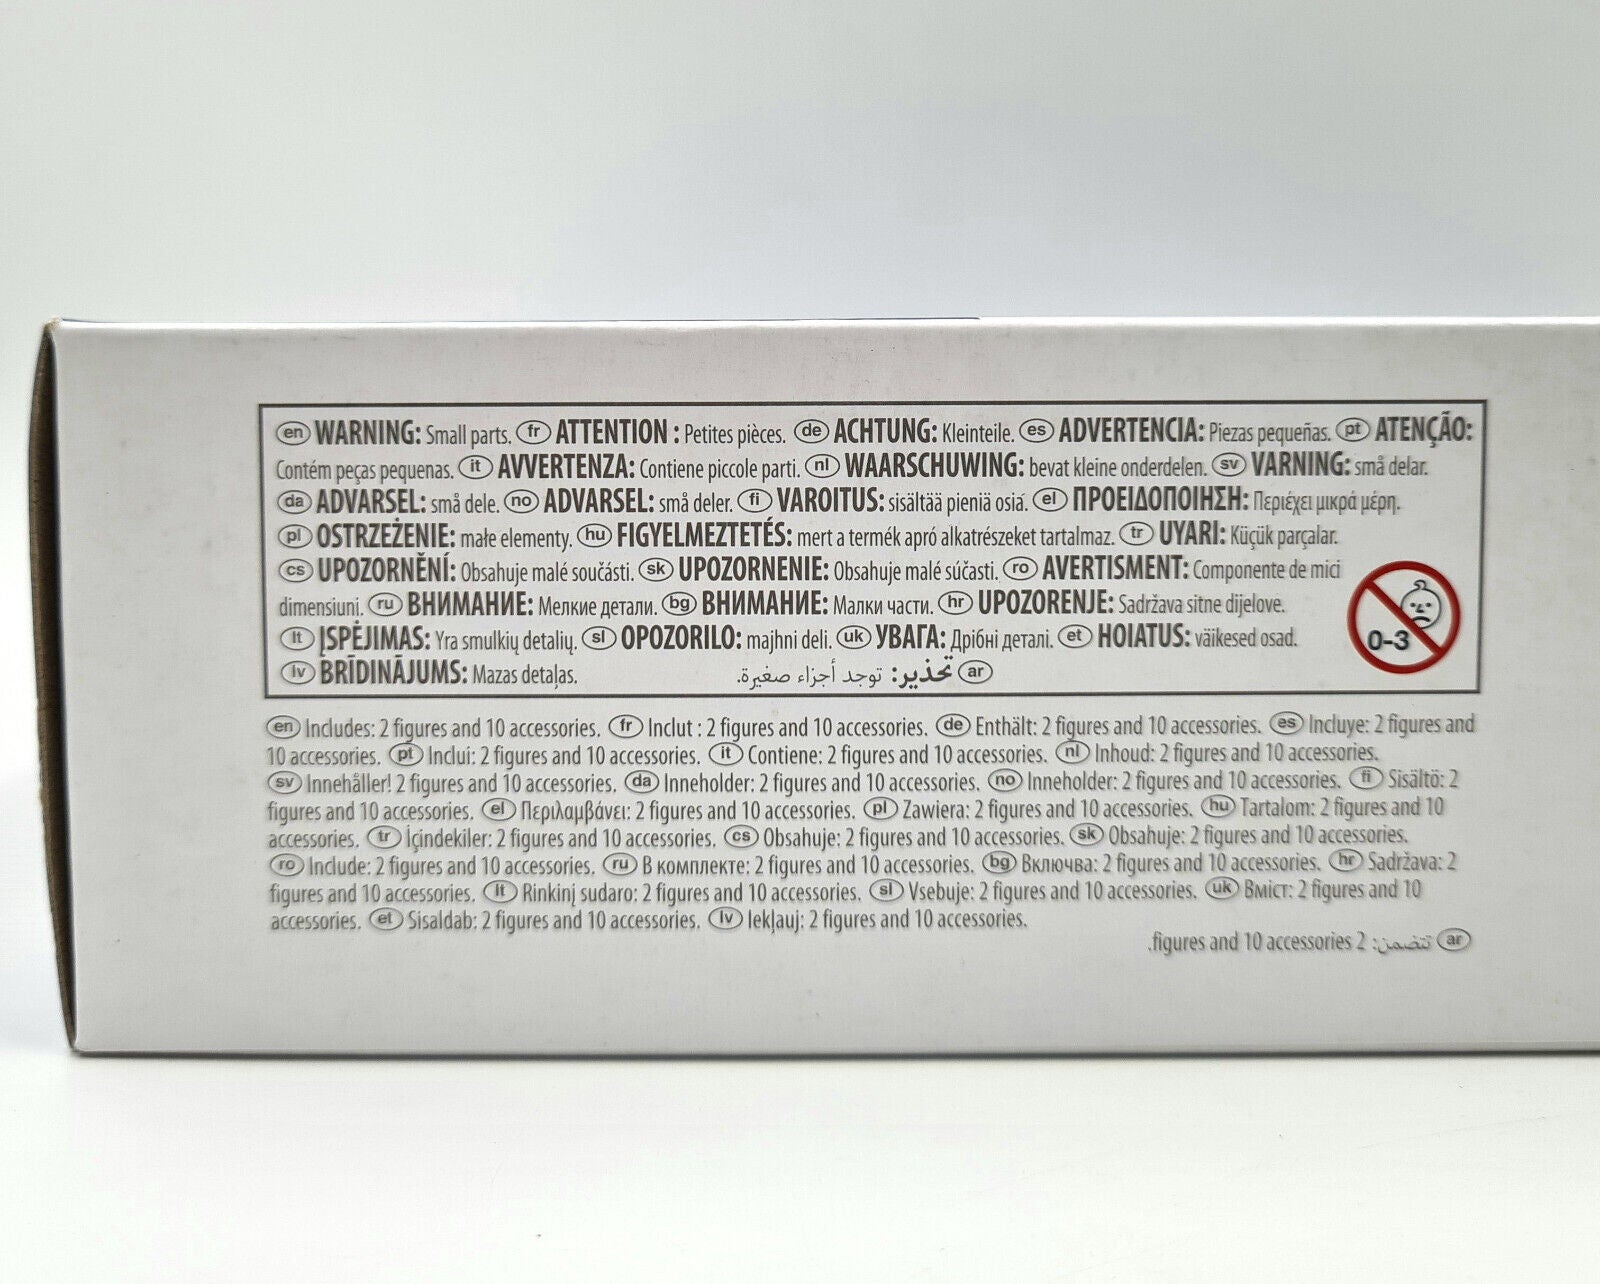 en WARNING: Small parts. fr ATTENTION : Petites pièces. de ACHTUNG: Kleinteile. es ADVERTENCIA: Piezas pequeñas. pt ATENÇÃO:
Contém peças pequenas. it AVVERTENZA: Contiene piccole parti. nl WAARSCHUWING: bevat kleine onderdelen. sv VARNING: små delar.
da ADVARSEL: små dele. no ADVARSEL: små deler. fi VAROITUS: sisältää pieniä osia. el ΠΡΟΕΙΔΟΠΟΙΗΣΗ: Περιέχει μικρά μέρη.
pl OSTRZEŻENIE: małe elementy. hu FIGYELMEZTETÉS: mert a termék apró alkatrészeket tartalmaz. tr UYARI: Küçük parçalar.
cs UPOZORNĚNÍ: Obsahuje malé součásti. sk UPOZORNENIE: Obsahuje malé súčasti. ro AVERTISMENT: Componente de mici
dimensiuni. ru ВНИМАНИЕ: Мелкие детали. bg ВНИМАНИЕ: Малки части. hr UPOZORENJE: Sadržava sitne dijelove.
lt ĮSPĖJIMAS: Yra smulkių detalių. sl OPOZORILO: majhni deli. uk УВАГА: Дрібні деталі. et HOIATUS: väikesed osad.
lv BRĪDINĀJUMS: Mazas detaļas. ar تحذير: توجد أجزاء صغيرة.
0-3
en Includes: 2 figures and 10 accessories. fr Inclut : 2 figures and 10 accessories. de Enthält: 2 figures and 10 accessories. es Incluye: 2 figures and
10 accessories. pt Inclui: 2 figures and 10 accessories. it Contiene: 2 figures and 10 accessories. nl Inhoud: 2 figures and 10 accessories.
sv Innehåller! 2 figures and 10 accessories. da Inneholder: 2 figures and 10 accessories. no Inneholder: 2 figures and 10 accessories. fi Sisältö: 2
figures and 10 accessories. el Περιλαμβάνει: 2 figures and 10 accessories. pl Zawiera: 2 figures and 10 accessories. hu Tartalom: 2 figures and 10
accessories. tr İçindekiler: 2 figures and 10 accessories. cs Obsahuje: 2 figures and 10 accessories. sk Obsahuje: 2 figures and 10 accessories.
ro Include: 2 figures and 10 accessories. ru В комплекте: 2 figures and 10 accessories. bg Включва: 2 figures and 10 accessories. hr Sadržava: 2
figures and 10 accessories. lt Rinkinį sudaro: 2 figures and 10 accessories. sl Vsebuje: 2 figures and 10 accessories. uk Вміст: 2 figures and 10
accessories. et Sisaldab: 2 figures and 10 accessories. lv Iekļauj: 2 figures and 10 accessories.
ar تتضمن: 2 figures and 10 accessories.